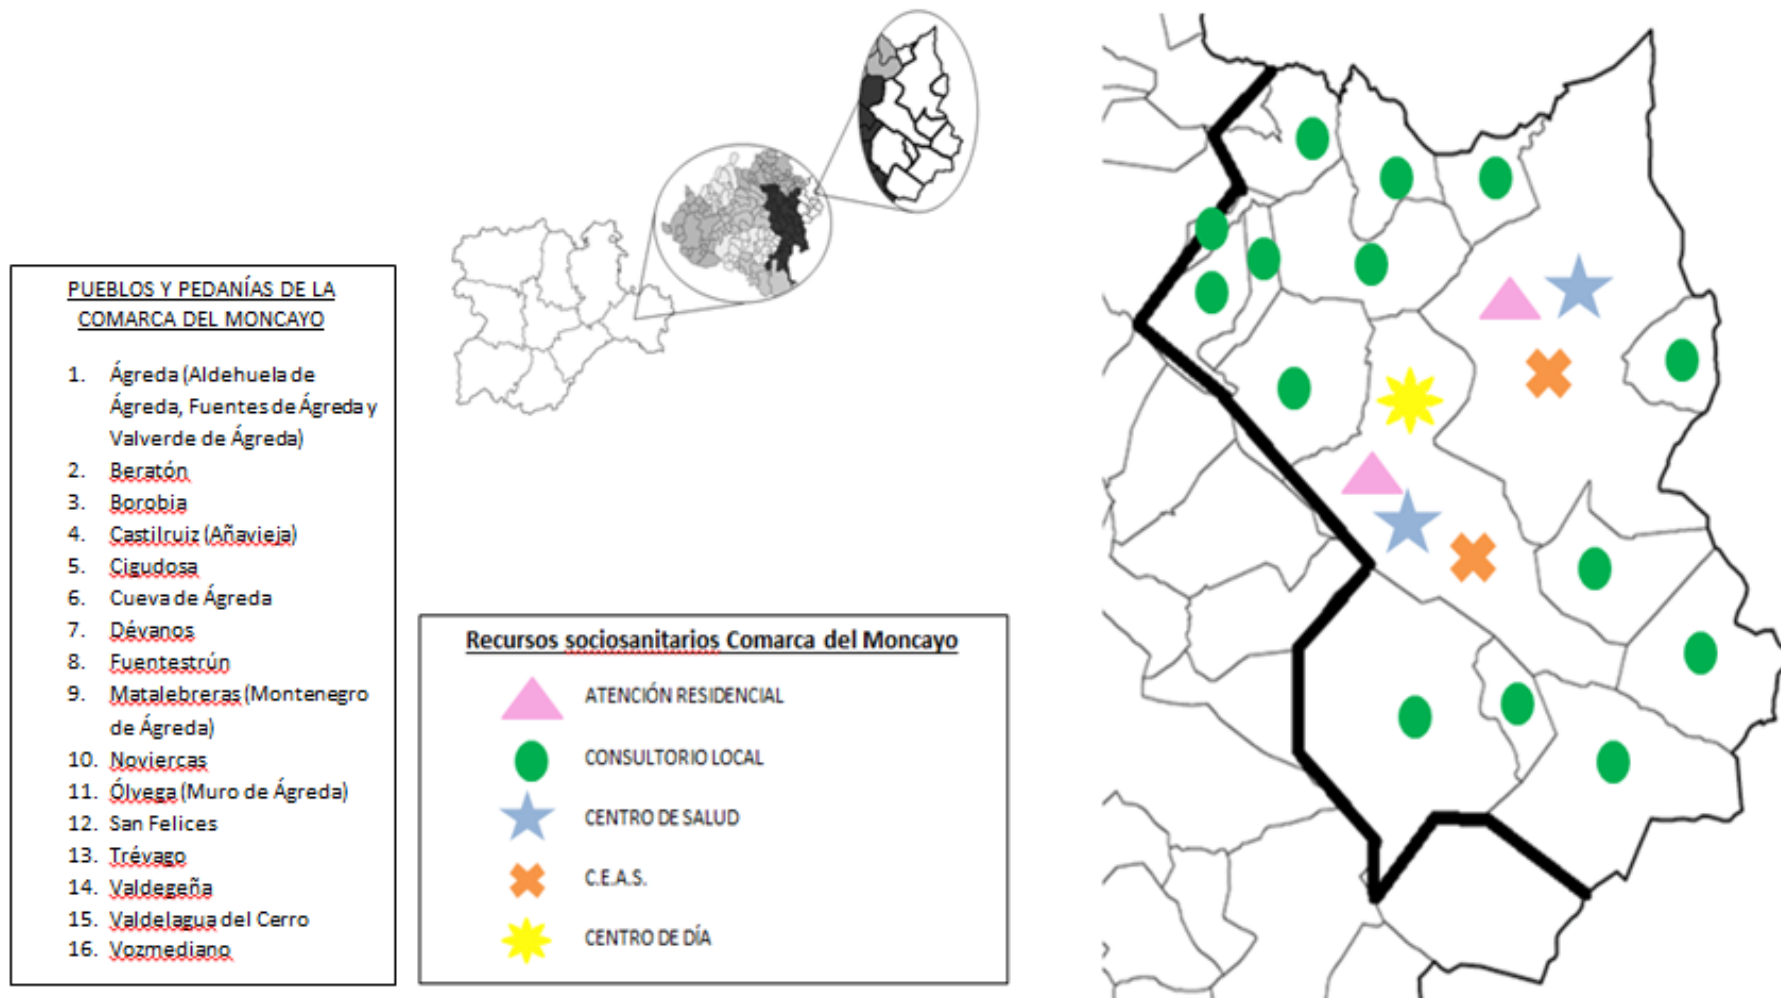 PUEBLOS Y PEDANÍAS DE LA
COMARCA DEL MONCAYO
1. Ágreda (Aldehuela de
Ágreda, Fuentes de Ágreda y
Valverde de Ágreda)
2. Beratón
3. Borobia
4. Castilruiz (Añavieja)
5. Cigudosa
6. Cueva de Ágreda
7. Dévanos
8. Fuentestrún
9. Matalebreras (Montenegro
de Ágreda)
10. Noviercas
11. Ólvega (Muro de Ágreda)
12. San Felices
13. Trévago
14. Valdegeña
15. Valdelagua del Cerro
16. Vozmediano
Recursos sociosanitarios Comarca del Moncayo
ATENCIÓN RESIDENCIAL
CONSULTORIO LOCAL
CENTRO DE SALUD
C.E.A.S.
CENTRO DE DÍA